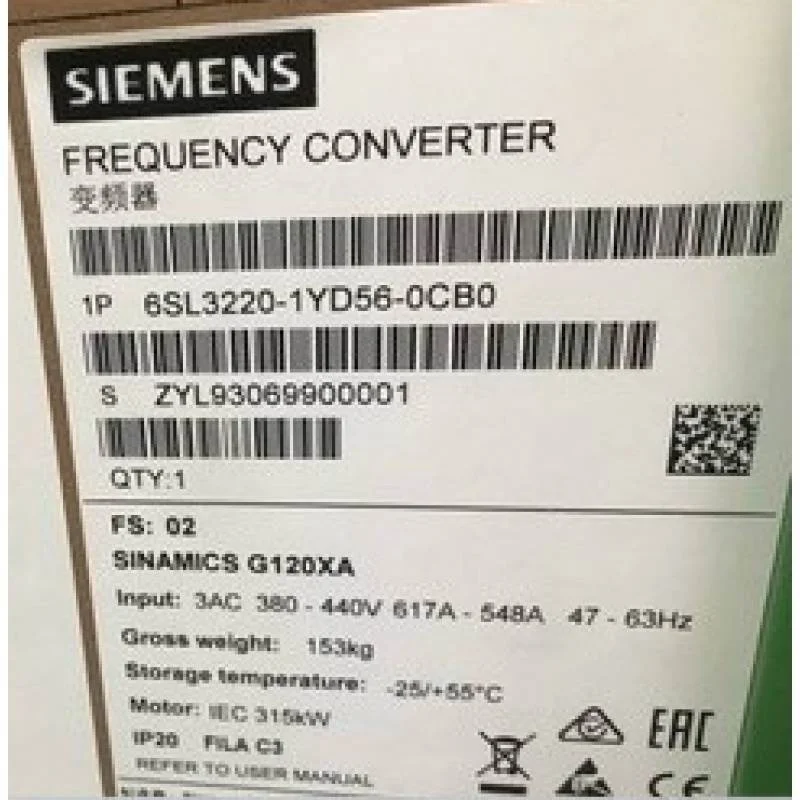 SIEMENS
FREQUENCY CONVERTER
变频器
1P 6SL3220-1YD56-0CB0
S ZYL93069900001
QTY:1
FS: 02
SINAMICS G120XA
Input: 3AC 380 - 440V 617A - 548A 47 - 63Hz
Gross weight: 153kg
Storage temperature: -25/+55°C
Motor: IEC 315kW
IP20 FILA C3
REFER TO USER MANUAL
EAC
CE